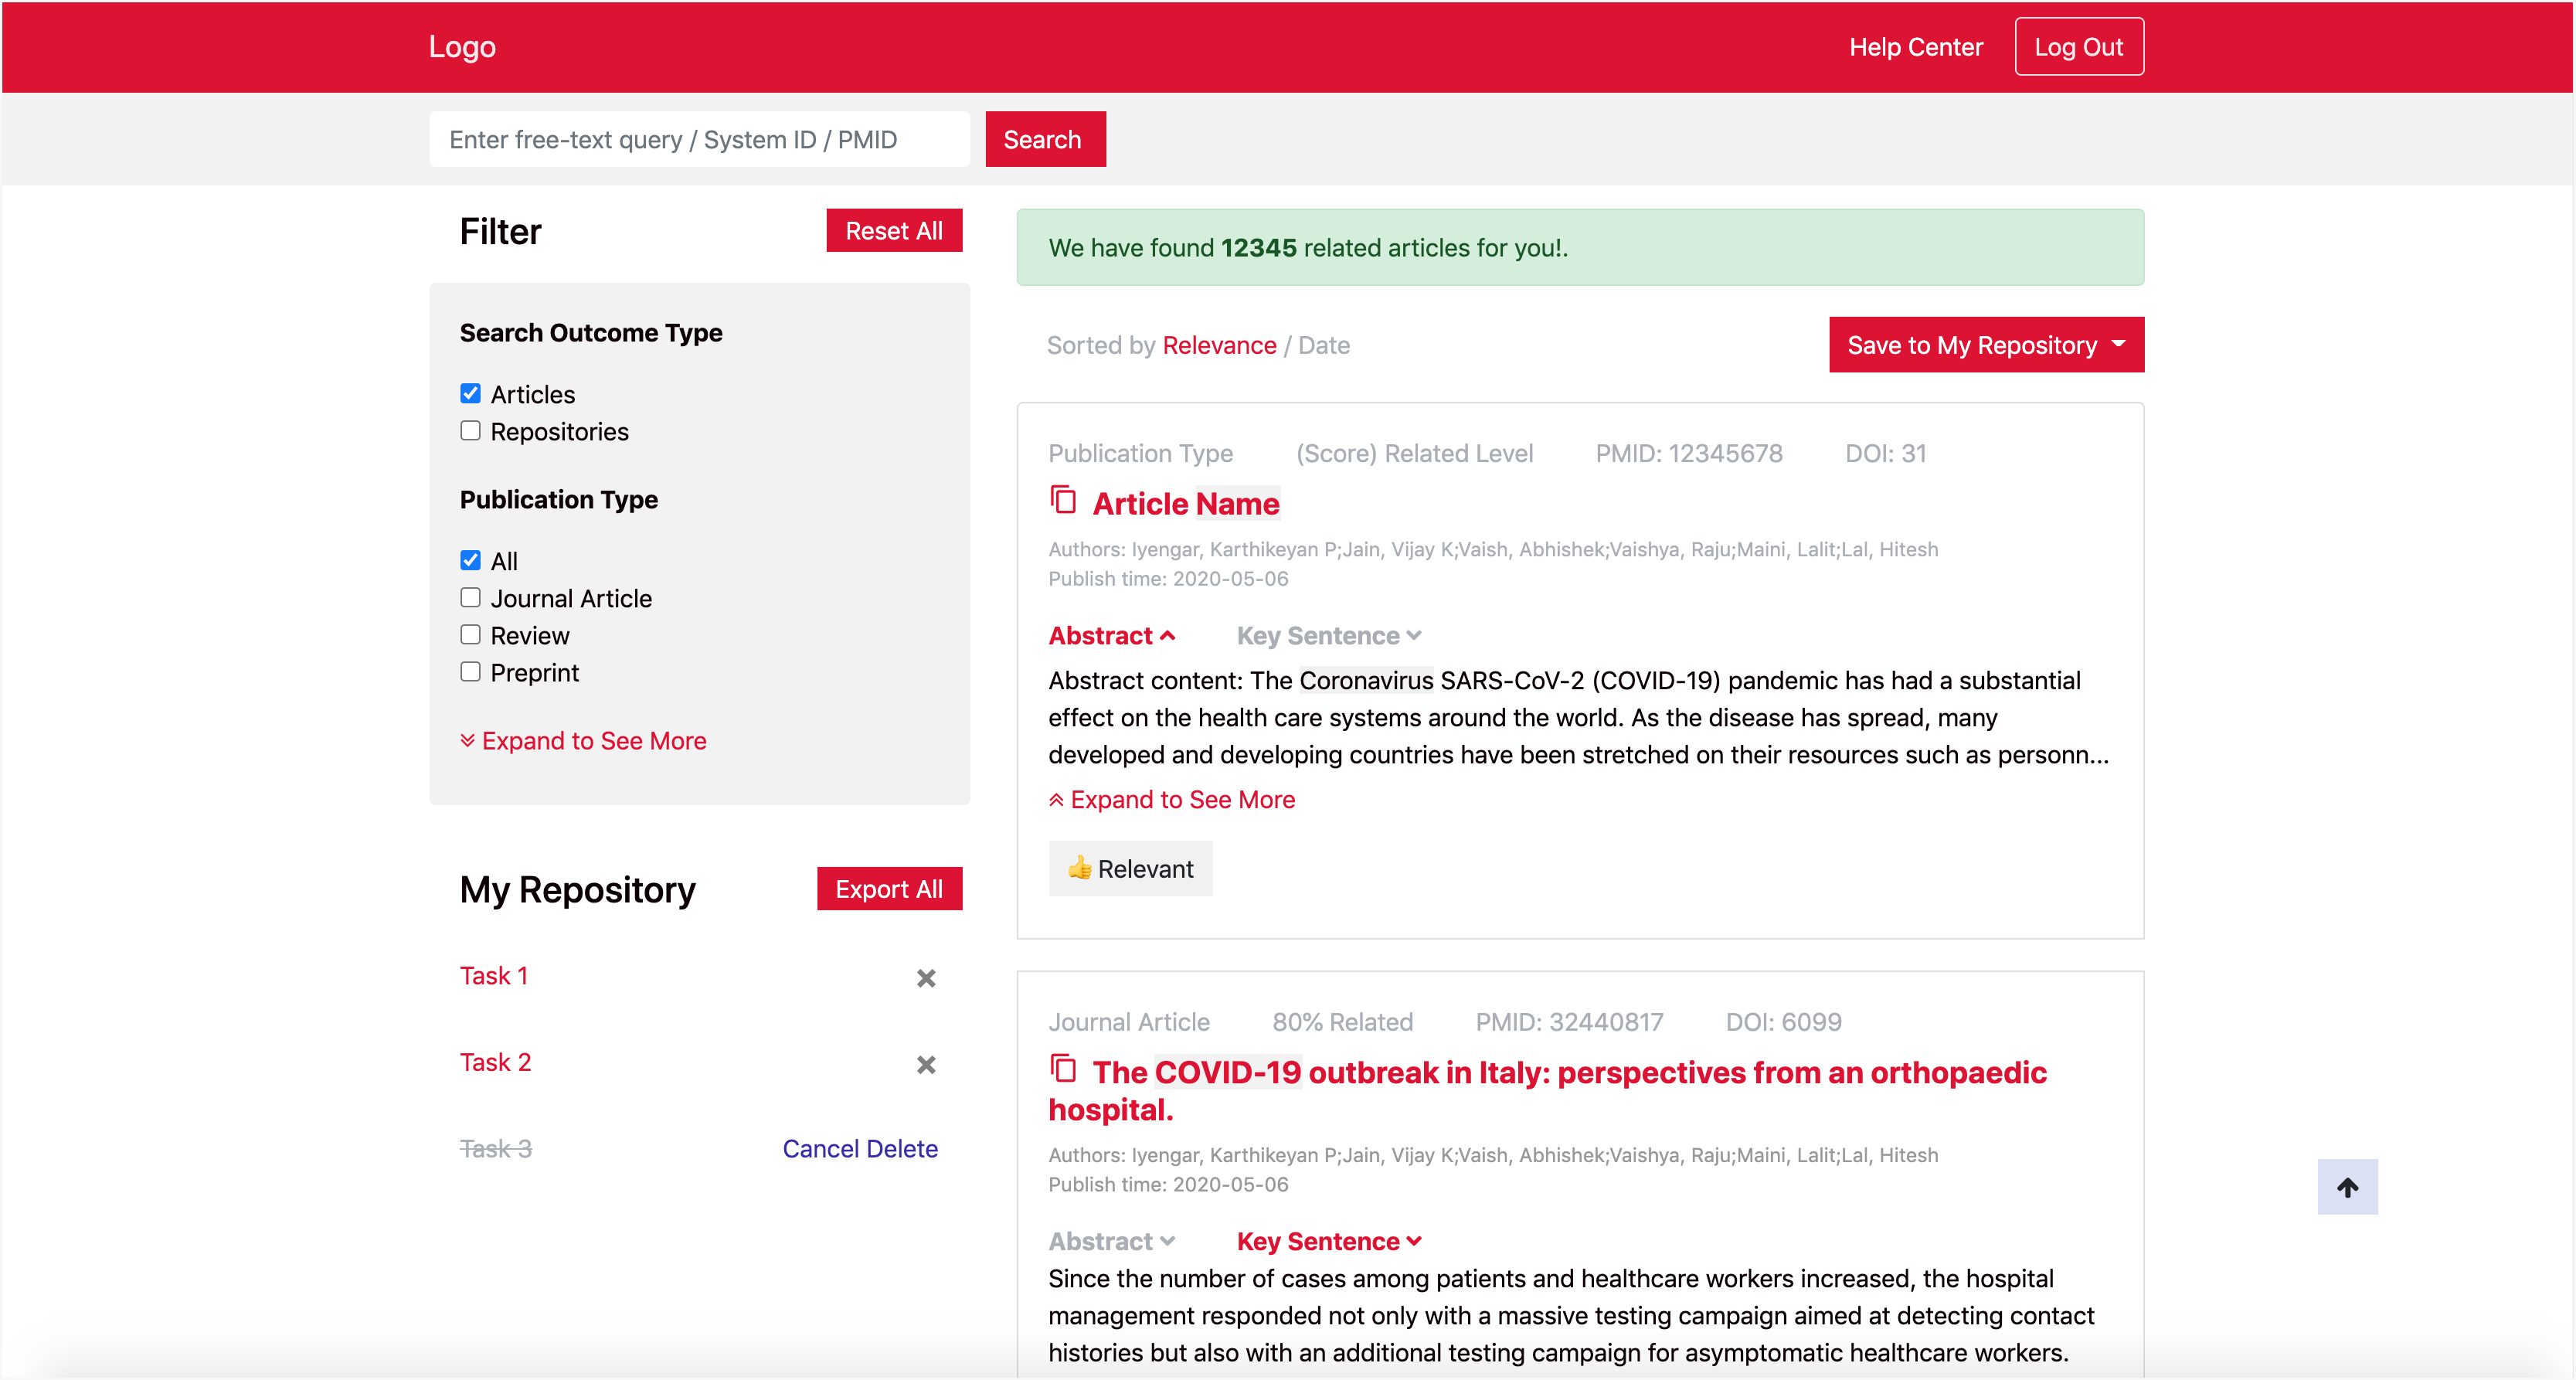 Logo
Help Center
Log Out
Enter free-text query / System ID / PMID
Search
Filter
Reset All
Search Outcome Type
Articles
Repositories
Publication Type
All
Journal Article
Review
Preprint
Expand to See More
My Repository
Export All
Task 1
Task 2
Task 3
Cancel Delete
We have found 12345 related articles for you!.
Sorted by Relevance / Date
Save to My Repository
Publication Type (Score) Related Level PMID: 12345678 DOI: 31
Article Name
Authors: Iyengar, Karthikeyan P;Jain, Vijay K;Vaish, Abhishek;Vaishya, Raju;Maini, Lalit;Lal, Hitesh
Publish time: 2020-05-06
Abstract Key Sentence
Abstract content: The Coronavirus SARS-CoV-2 (COVID-19) pandemic has had a substantial
effect on the health care systems around the world. As the disease has spread, many
developed and developing countries have been stretched on their resources such as personn...
Expand to See More
👍 Relevant
Journal Article 80% Related PMID: 32440817 DOI: 6099
The COVID-19 outbreak in Italy: perspectives from an orthopaedic
hospital.
Authors: Iyengar, Karthikeyan P;Jain, Vijay K;Vaish, Abhishek;Vaishya, Raju;Maini, Lalit;Lal, Hitesh
Publish time: 2020-05-06
Abstract Key Sentence
Since the number of cases among patients and healthcare workers increased, the hospital
management responded not only with a massive testing campaign aimed at detecting contact
histories but also with an additional testing campaign for asymptomatic healthcare workers.